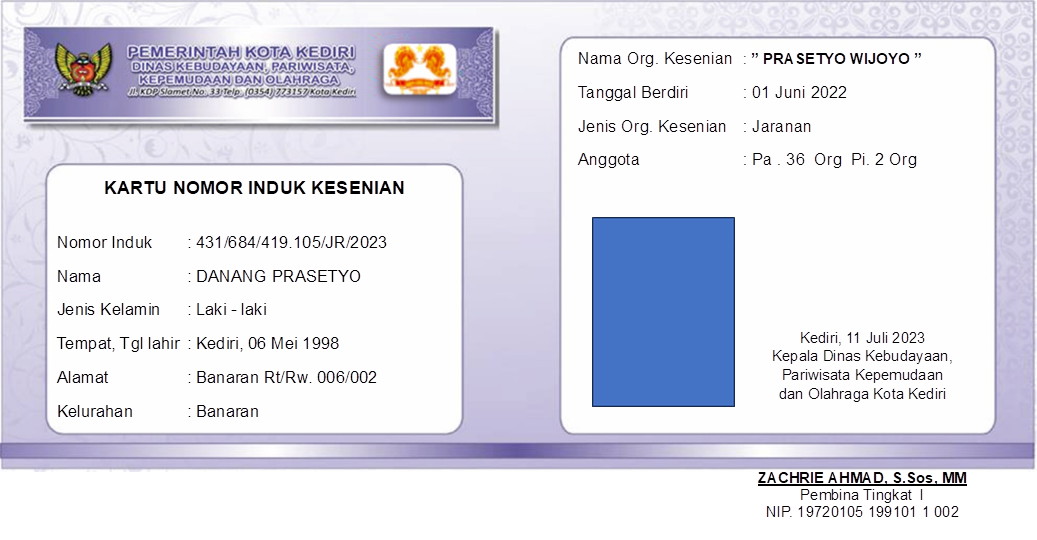 PEMERINTAH KOTA KEDIRI
DINAS KEBUDAYAAN, PARIWISATA,
KEPEMUDAAN DAN OLAHRAGA
Jl. KDP Slamet No. 33 Telp. (0354) 773157 Kota Kediri
KARTU NOMOR INDUK KESENIAN
Nomor Induk : 431/684/419.105/JR/2023
Nama : DANANG PRASETYO
Jenis Kelamin : Laki - laki
Tempat, Tgl lahir : Kediri, 06 Mei 1998
Alamat : Banaran Rt/Rw. 006/002
Kelurahan : Banaran
Nama Org. Kesenian : ” PRASETYO WIJOYO ”
Tanggal Berdiri : 01 Juni 2022
Jenis Org. Kesenian : Jaranan
Anggota : Pa . 36 Org Pi. 2 Org
Kediri, 11 Juli 2023
Kepala Dinas Kebudayaan,
Pariwisata Kepemudaan
dan Olahraga Kota Kediri
ZACHRIE AHMAD, S.Sos, MM
Pembina Tingkat I
NIP. 19720105 199101 1 002